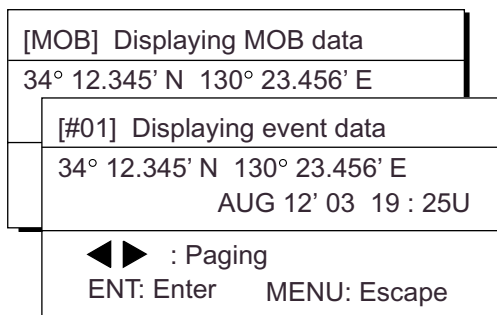 [MOB] Displaying MOB data
34° 12.345’ N 130° 23.456’ E
[#01] Displaying event data
34° 12.345’ N 130° 23.456’ E
AUG 12’ 03 19 : 25U
◀ ▶ : Paging
ENT: Enter MENU: Escape